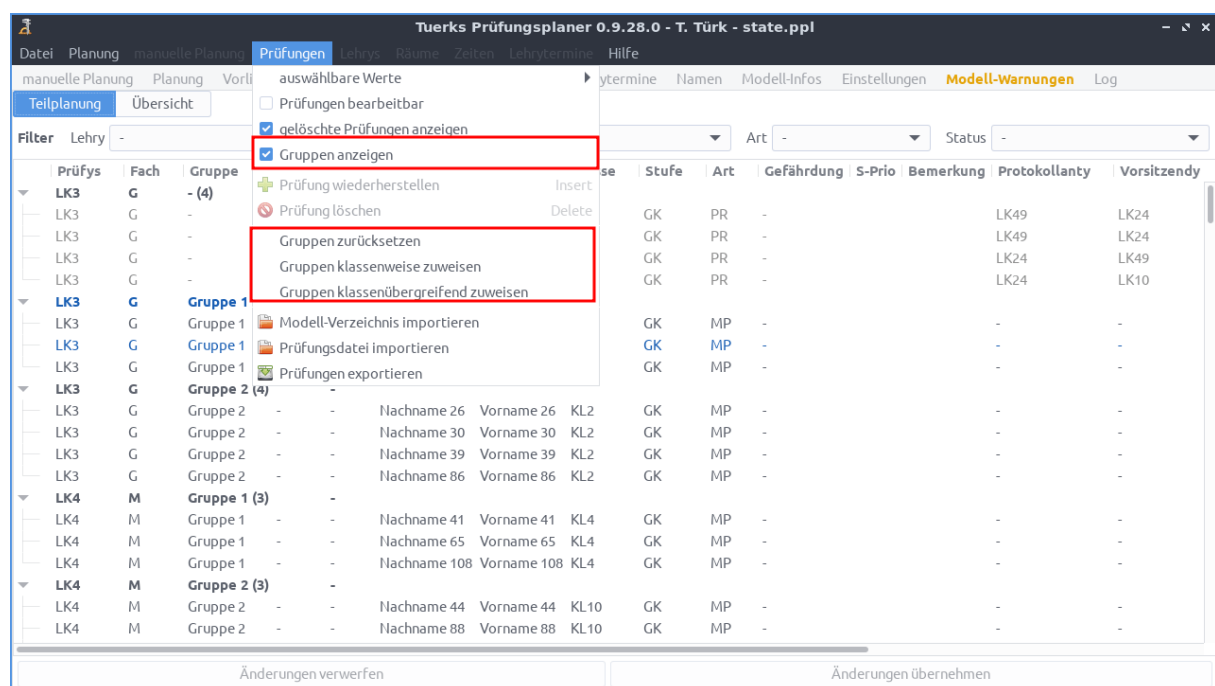 Tuerks Prüfungsplaner 0.9.28.0 - T. Türk - state.ppl
Datei Planung manuelle Planung Prüfungen Lehrys Räume Zeiten Lehrytermine Hilfe
manuelle Planung Planung Vorli ytermine Namen Modell-Infos Einstellungen Modell-Warnungen Log
Teilplanung Übersicht
Filter Lehry - Art - Status -
auswählbare Werte
Prüfungen bearbeitbar
gelöschte Prüfungen anzeigen
Gruppen anzeigen
Prüfung wiederherstellen Insert
Prüfung löschen Delete
Gruppen zurücksetzen
Gruppen klassenweise zuweisen
Gruppen klassenübergreifend zuweisen
Modell-Verzeichnis importieren
Prüfungsdatei importieren
Prüfungen exportieren
Prüfys Fach Gruppe se Stufe Art Gefährdung S-Prio Bemerkung Protokollanty Vorsitzendy
LK3 G - (4)
LK3 G - GK PR - LK49 LK24
LK3 G - GK PR - LK49 LK24
LK3 G - GK PR - LK24 LK49
LK3 G - GK PR - LK24 LK10
LK3 G Gruppe 1
LK3 G Gruppe 1 GK MP - - -
LK3 G Gruppe 1 GK MP - - -
LK3 G Gruppe 1 GK MP - - -
LK3 G Gruppe 2 (4) -
LK3 G Gruppe 2 - - Nachname 26 Vorname 26 KL2 GK MP - - -
LK3 G Gruppe 2 - - Nachname 30 Vorname 30 KL2 GK MP - - -
LK3 G Gruppe 2 - - Nachname 39 Vorname 39 KL2 GK MP - - -
LK3 G Gruppe 2 - - Nachname 86 Vorname 86 KL2 GK MP - - -
LK4 M Gruppe 1 (3) -
LK4 M Gruppe 1 - - Nachname 41 Vorname 41 KL4 GK MP - - -
LK4 M Gruppe 1 - - Nachname 65 Vorname 65 KL4 GK MP - - -
LK4 M Gruppe 1 - - Nachname 108 Vorname 108 KL4 GK MP - - -
LK4 M Gruppe 2 (3) -
LK4 M Gruppe 2 - - Nachname 44 Vorname 44 KL10 GK MP - - -
LK4 M Gruppe 2 - - Nachname 88 Vorname 88 KL10 GK MP - - -
Änderungen verwerfen Änderungen übernehmen